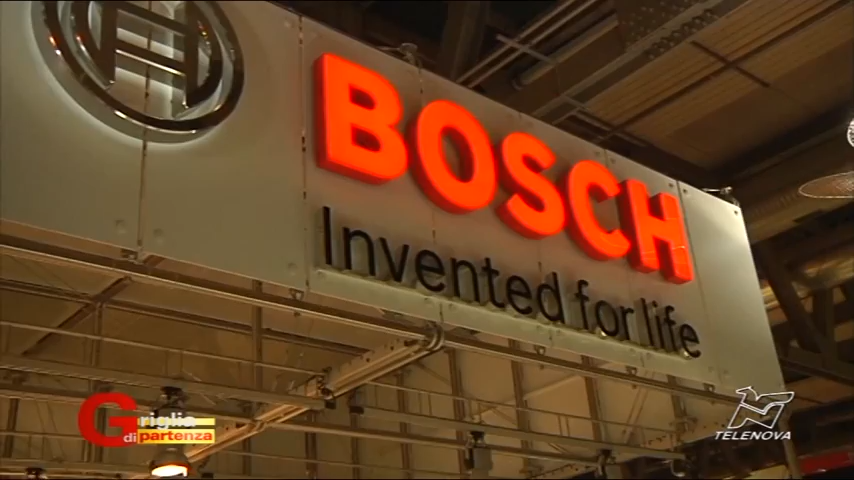 BOSCH
Invented for life
Griglia
di partenza
TELENOVA